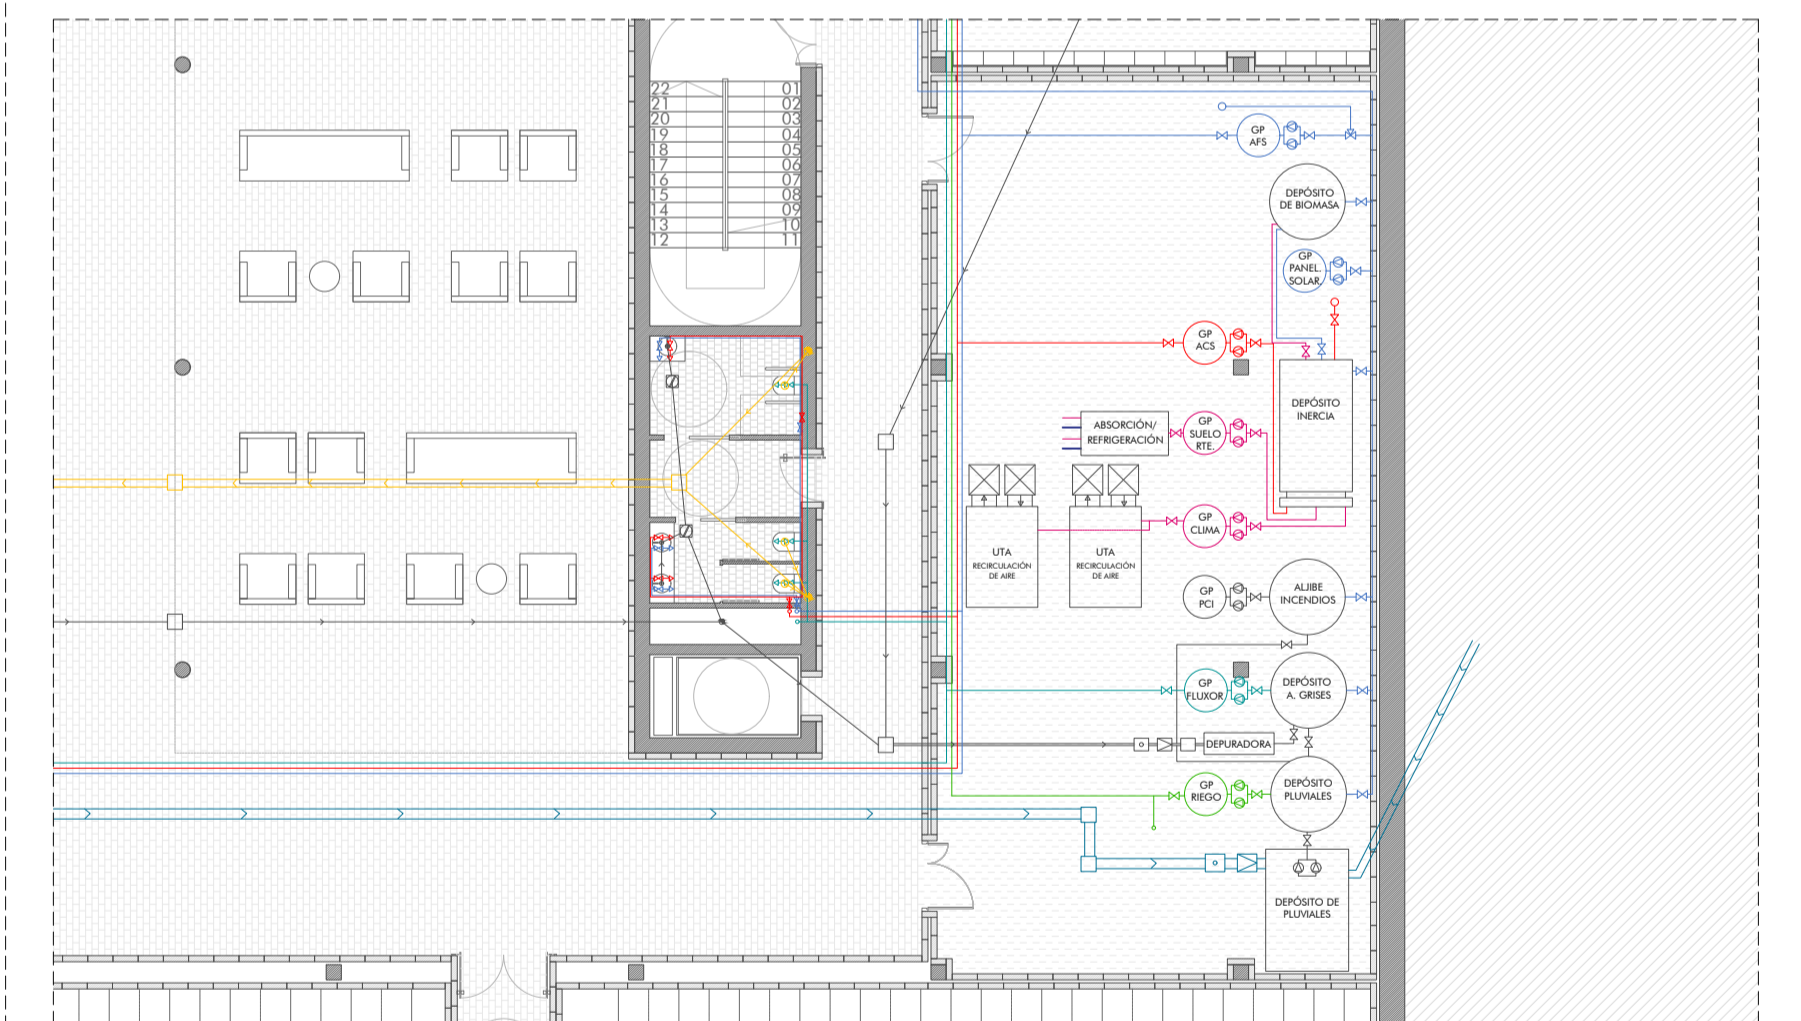 22 01
21 02
20 03
19 04
18 05
17 06
16 07
15 08
14 09
13 10
12 11
GP
AFS
DEPÓSITO
DE BIOMASA
GP
PANEL.
SOLAR.
GP
ACS
DEPÓSITO
INERCIA
ABSORCIÓN/
REFRIGERACIÓN
GP
SUELO
RTE.
GP
CLIMA
UTA
RECIRCULACIÓN
DE AIRE
UTA
RECIRCULACIÓN
DE AIRE
GP
PCI
ALJIBE
INCENDIOS
GP
FLUXOR
DEPÓSITO
A. GRISES
DEPURADORA
GP
RIEGO
DEPÓSITO
PLUVIALES
DEPÓSITO DE
PLUVIALES